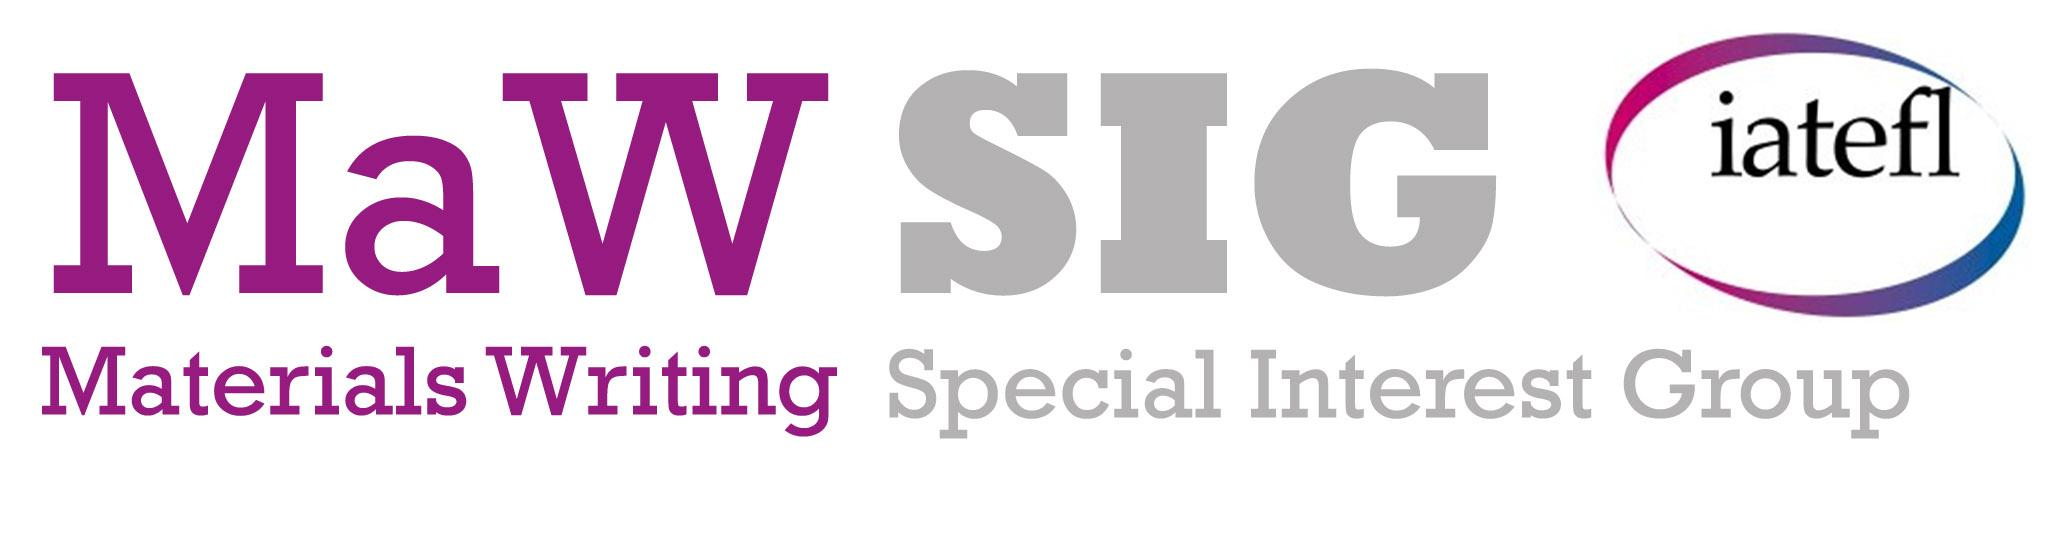 MaW SIG
iatefl
Materials Writing Special Interest Group